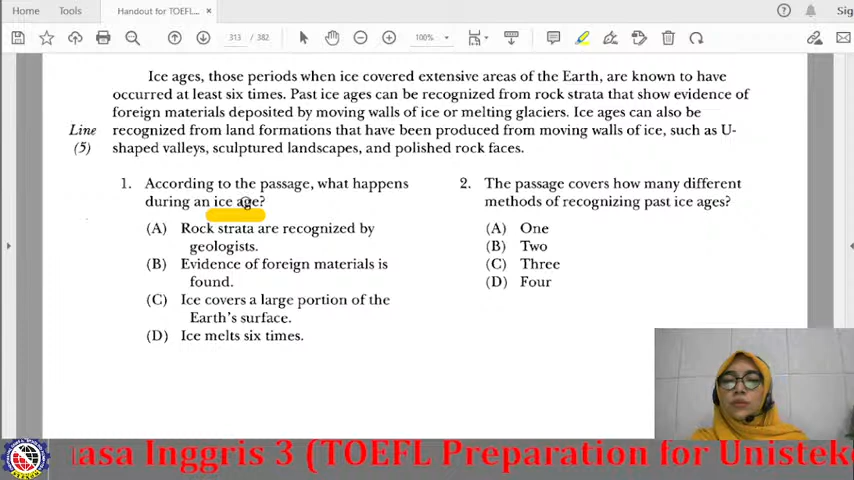 Home
Tools
Handout for TOEFL... ×
Sig
313 / 382
100%
Ice ages, those periods when ice covered extensive areas of the Earth, are known to have
occurred at least six times. Past ice ages can be recognized from rock strata that show evidence of
foreign materials deposited by moving walls of ice or melting glaciers. Ice ages can also be
Line recognized from land formations that have been produced from moving walls of ice, such as U-
(5) shaped valleys, sculptured landscapes, and polished rock faces.
1. According to the passage, what happens
during an ice age?
(A) Rock strata are recognized by
geologists.
(B) Evidence of foreign materials is
found.
(C) Ice covers a large portion of the
Earth's surface.
(D) Ice melts six times.
2. The passage covers how many different
methods of recognizing past ice ages?
(A) One
(B) Two
(C) Three
(D) Four
asa Inggris 3 (TOEFL Preparation for Unistek